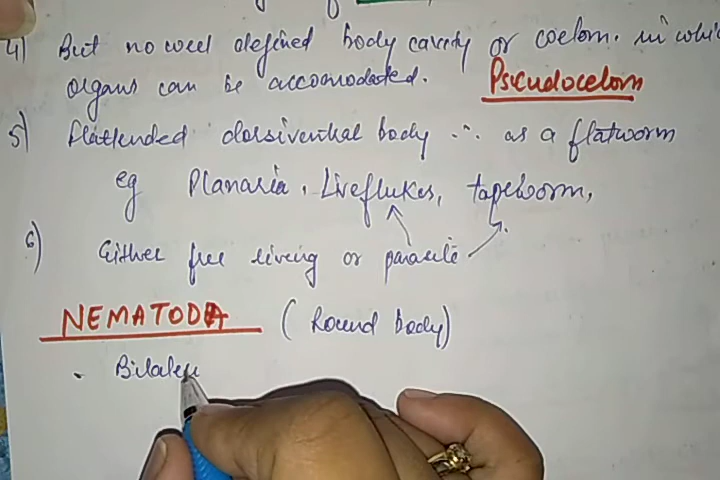 4) But no well defined body cavity or coelom. in which
organs can be accomodated. Pseudocelom
5) Flattended dorsiventral body ∴ as a flatworm
eg Planaria, Liveflukes, tapeworm,
6) Either free living or parasite
NEMATODA (Round body)
• Bilater